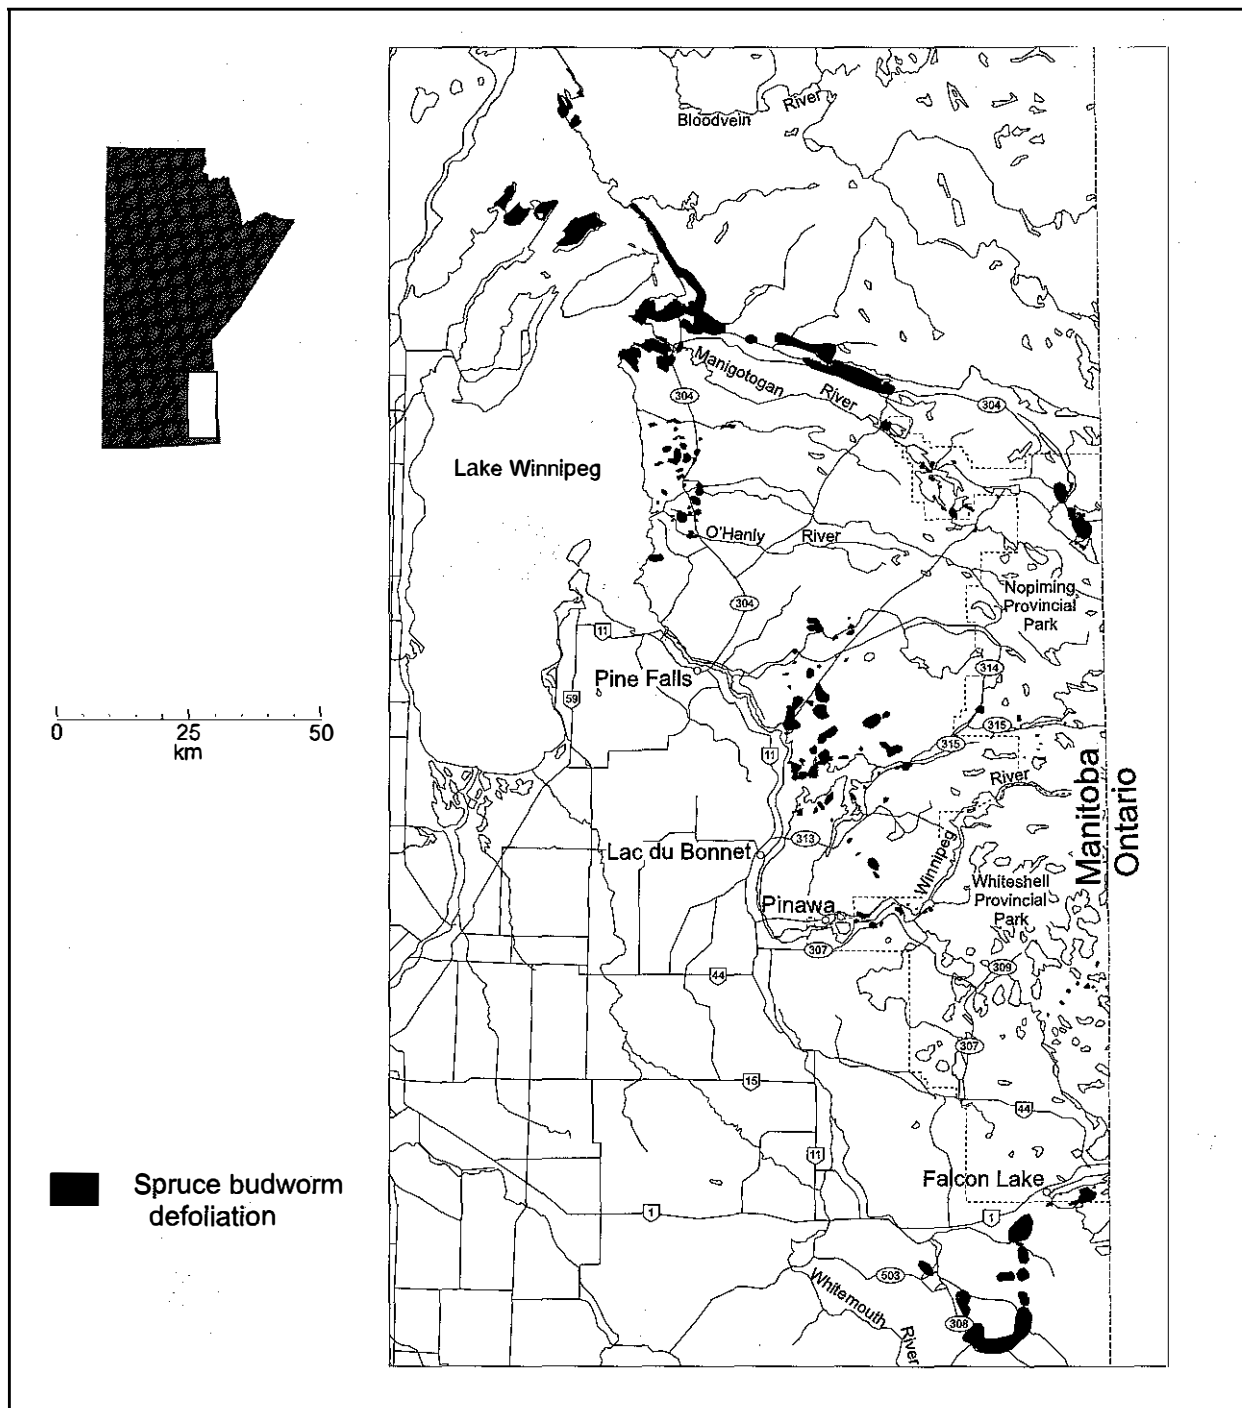 Bloodvein
River
Manigotogan
River
304
304
Lake Winnipeg
O'Hanly
River
Nopiming
Provincial
Park
304
11
Pine Falls
314
59
0
25
50
km
315
315
11
River
Manitoba
Ontario
313
Lac du Bonnet
Winnipeg
Whiteshell
Provincial
Park
Pinawa
307
309
44
307
15
44
11
Falcon Lake
Spruce budworm
defoliation
1
1
503
Whitemouth
River
308